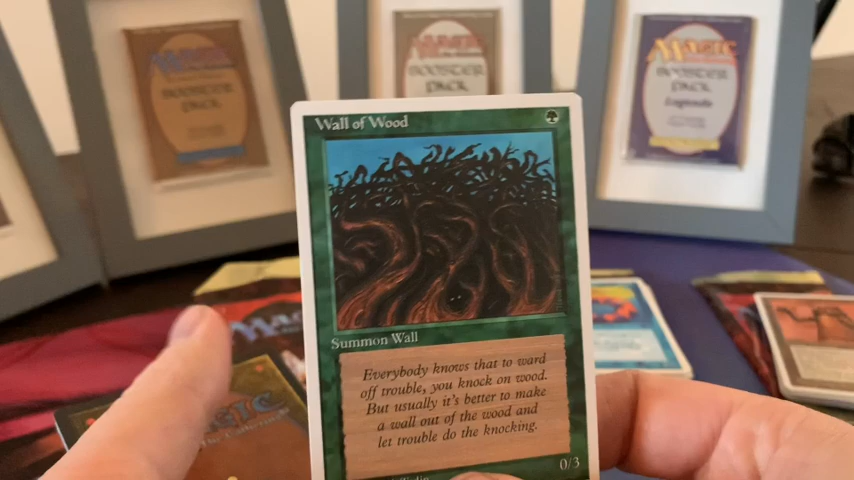 MAGIC
BOOSTER
PACK
MAGIC
BOOSTER
PACK
MAGIC
BOOSTER
PACK
Legends
Wall of Wood
Summon Wall
Everybody knows that to ward
off trouble, you knock on wood.
But usually it's better to make
a wall out of the wood and
let trouble do the knocking.
0/3